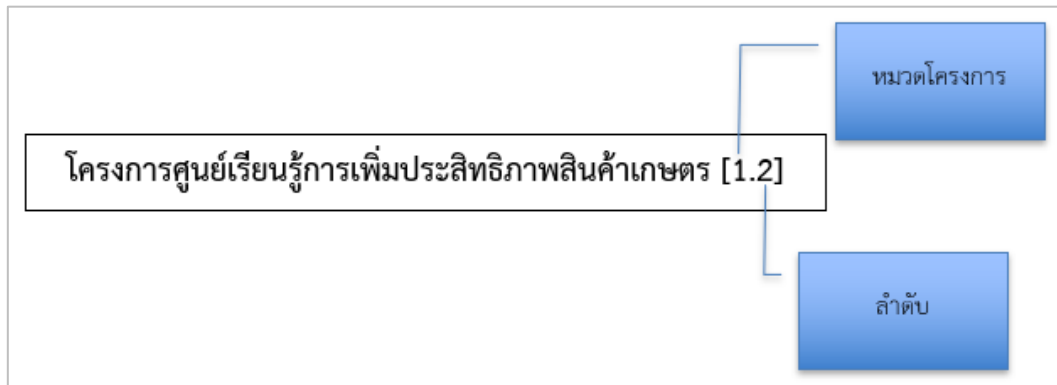 หมวดโครงการ
โครงการศูนย์เรียนรู้การเพิ่มประสิทธิภาพสินค้าเกษตร [1.2]
ลำดับ